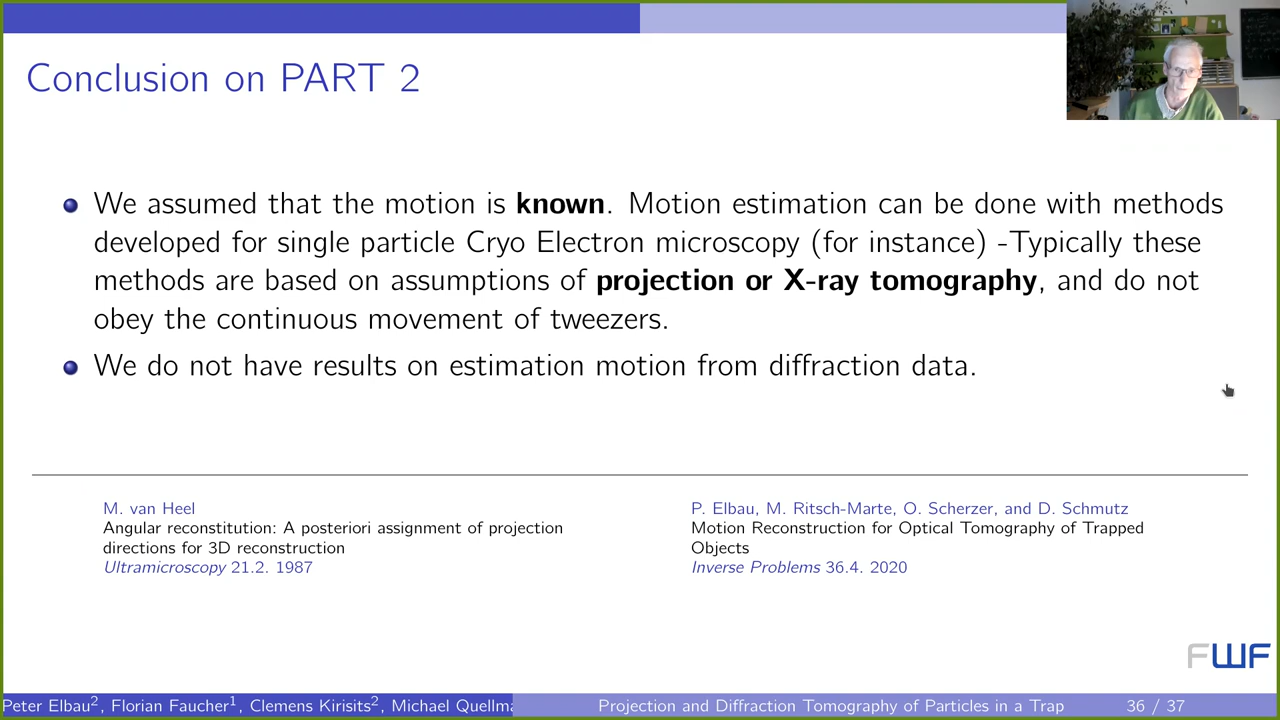 Conclusion on PART 2
We assumed that the motion is known. Motion estimation can be done with methods
developed for single particle Cryo Electron microscopy (for instance) -Typically these
methods are based on assumptions of projection or X-ray tomography, and do not
obey the continuous movement of tweezers.
We do not have results on estimation motion from diffraction data.
M. van Heel
Angular reconstitution: A posteriori assignment of projection
directions for 3D reconstruction
Ultramicroscopy 21.2. 1987
P. Elbau, M. Ritsch-Marte, O. Scherzer, and D. Schmutz
Motion Reconstruction for Optical Tomography of Trapped
Objects
Inverse Problems 36.4. 2020
FWF
Peter Elbau², Florian Faucher¹, Clemens Kirisits², Michael Quellma
Projection and Diffraction Tomography of Particles in a Trap
36 / 37